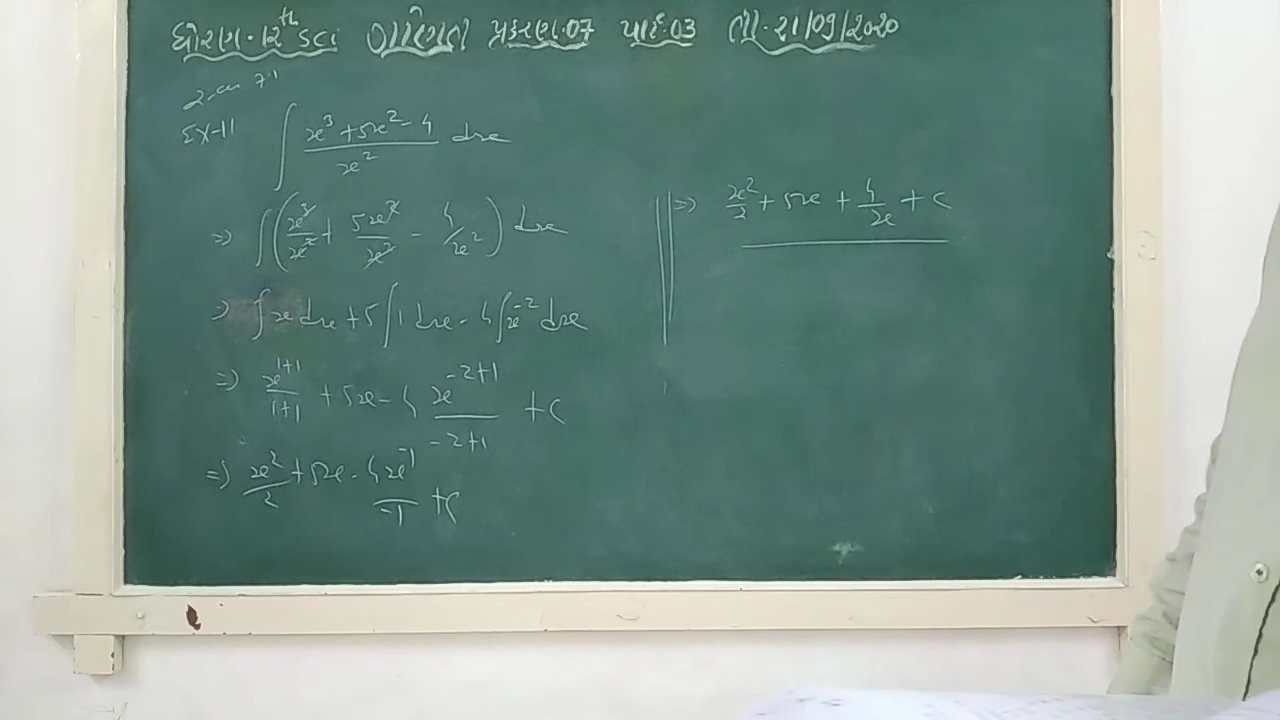 ધોરણ.12th sci ગણિત પ્રકરણ.07 પાર્ટ.03 તા.21/09/2020
7.1
EX-11 ∫ (x³ + 5x² - 4)/x² dx
⇒ ∫ (x³/x² + 5x²/x² - 4/x²) dx
⇒ ∫ x dx + 5 ∫ 1 dx - 4 ∫ x⁻² dx
⇒ x¹⁺¹/(1+1) + 5x - 4 x⁻²⁺¹/(-2+1) + C
⇒ x²/2 + 5x - 4x⁻¹/-1 + C
⇒ x²/2 + 5x + 4/x + C